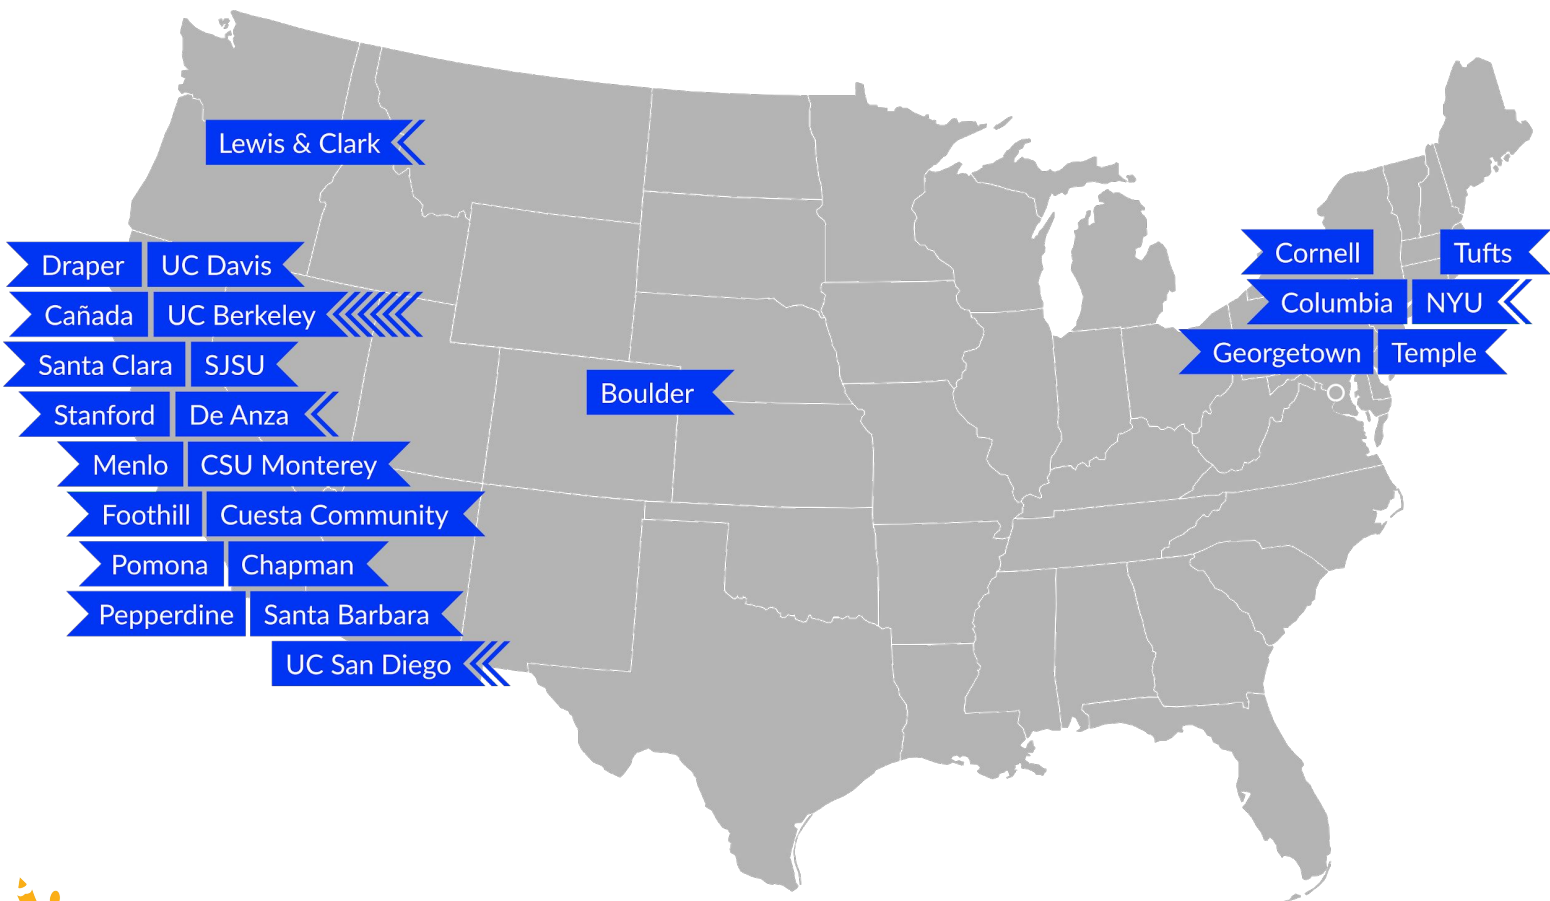 Lewis & Clark
Draper UC Davis
Cañada UC Berkeley
Santa Clara SJSU
Stanford De Anza
Menlo CSU Monterey
Foothill Cuesta Community
Pomona Chapman
Pepperdine Santa Barbara
UC San Diego
Boulder
Cornell Tufts
Columbia NYU
Georgetown Temple